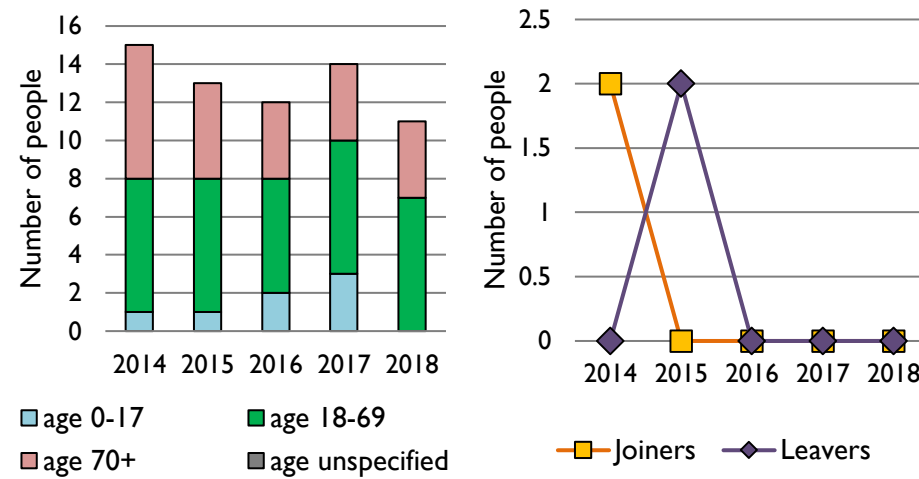 Number of people
16
14
12
10
8
6
4
2
0
2014 2015 2016 2017 2018
age 0-17 age 18-69
age 70+ age unspecified
Number of people
2.5
2
1.5
1
0.5
0
2014 2015 2016 2017 2018
Joiners Leavers